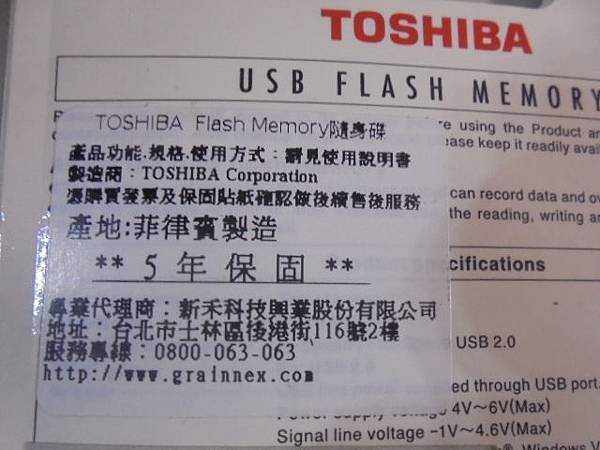 TOSHIBA
USB FLASH MEMORY
TOSHIBA Flash Memory隨身碟
產品功能.規格.使用方式：請見使用說明書
製造商：TOSHIBA Corporation
憑購買發票及保固貼紙確認做後續售後服務
產地:菲律賓製造
** 5 年 保 固 **
專業代理商：新禾科技興業股份有限公司
地址：台北市士林區後港街116號2樓
服務專線：0800-063-063
http://www.grainnex.com
using the Product
keep it readily
can record data and
the reading, writing
USB 2.0
through USB port.
4V~6V(Max)
Signal line voltage -1V~4.6V(Max)
Windows